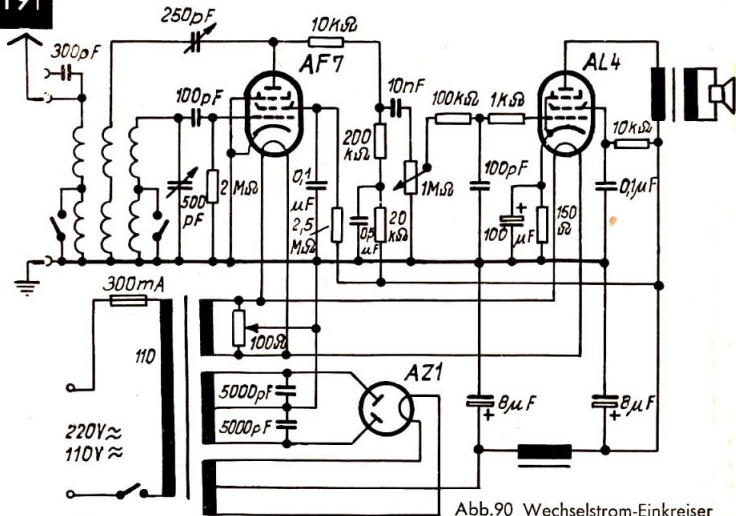 191
250pF
10kΩ
300pF
AF7
AL4
10nF
100pF
100kΩ
1kΩ
10kΩ
200
kΩ
500
pF
2 MΩ
0,1
µF
1MΩ
100pF
0,1µF
2,5
MΩ
0,5
µF
20
kΩ
+
100
µF
150
Ω
300mA
110
100Ω
AZ1
5000pF
5000pF
8µF
+
8µF
+
220V≈
110V≈
Abb.90 Wechselstrom-Einkreiser